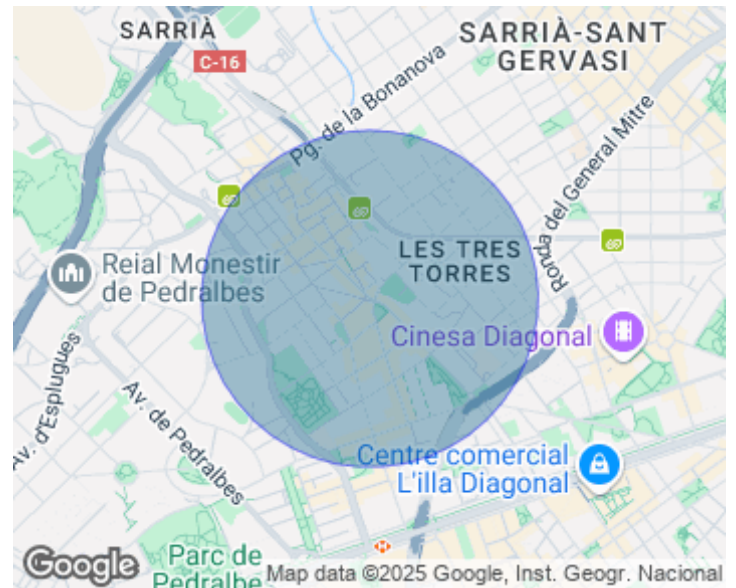 SARRIÀ
SARRIÀ-SANT
GERVASI
C-16
Pg. de la Bonanova
Ronda del General Mitre
LES TRES
TORRES
Reial Monestir
de Pedralbes
Cinesa Diagonal
Av. d'Esplugues
Av. de Pedralbes
Centre comercial
L'illa Diagonal
Google
Parc de
Pedralbe
Map data ©2025 Google, Inst. Geogr. Nacional